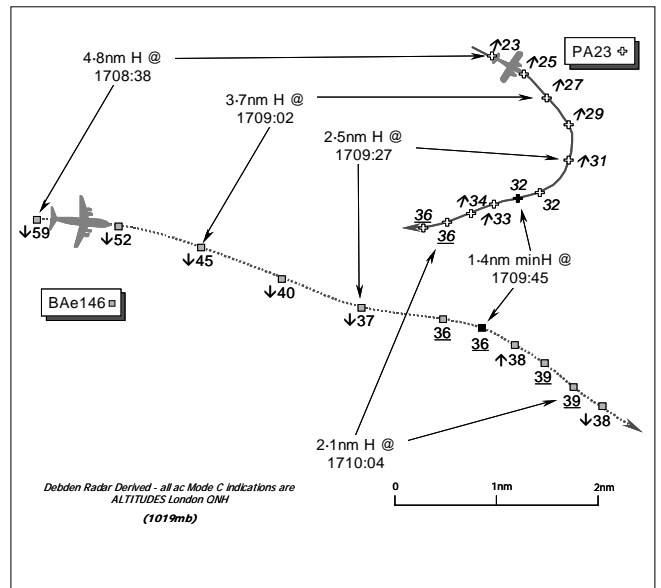 4·8nm H @
1708:38
↑23
PA23
↑25
3·7nm H @
1709:02
↑27
↑29
2·5nm H @
1709:27
↑31
32
32
↑34
↑33
36
36
↓59
↓52
↓45
1·4nm minH @
1709:45
↓40
BAe146
↓37
36
36
↑38
39
39
↓38
2·1nm H @
1710:04
Debden Radar Derived - all ac Mode C indications are
ALTITUDES London QNH
(1019mb)
0
1nm
2nm